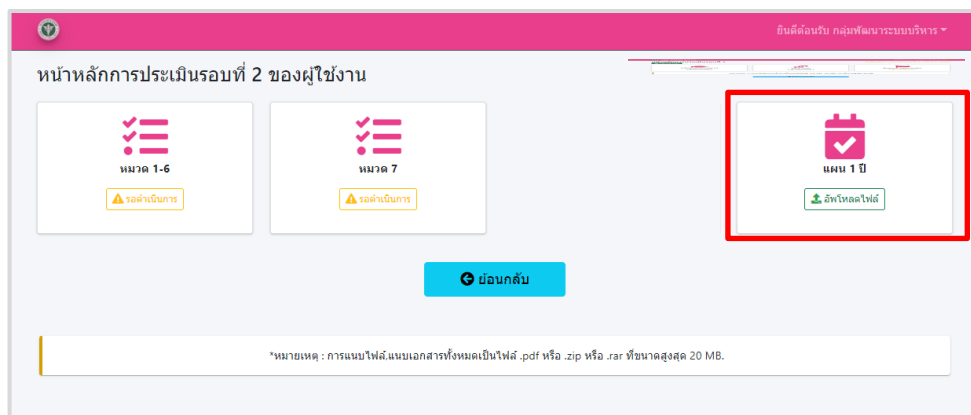 ยินดีต้อนรับ กลุ่มพัฒนาระบบบริหาร
หน้าหลักการประเมินรอบที่ 2 ของผู้ใช้งาน
หมวด 1-6
รอดำเนินการ
หมวด 7
รอดำเนินการ
แผน 1 ปี
อัพโหลดไฟล์
ย้อนกลับ
*หมายเหตุ : การแนบไฟล์.แนบเอกสารทั้งหมดเป็นไฟล์ .pdf หรือ .zip หรือ .rar ที่ขนาดสูงสุด 20 MB.